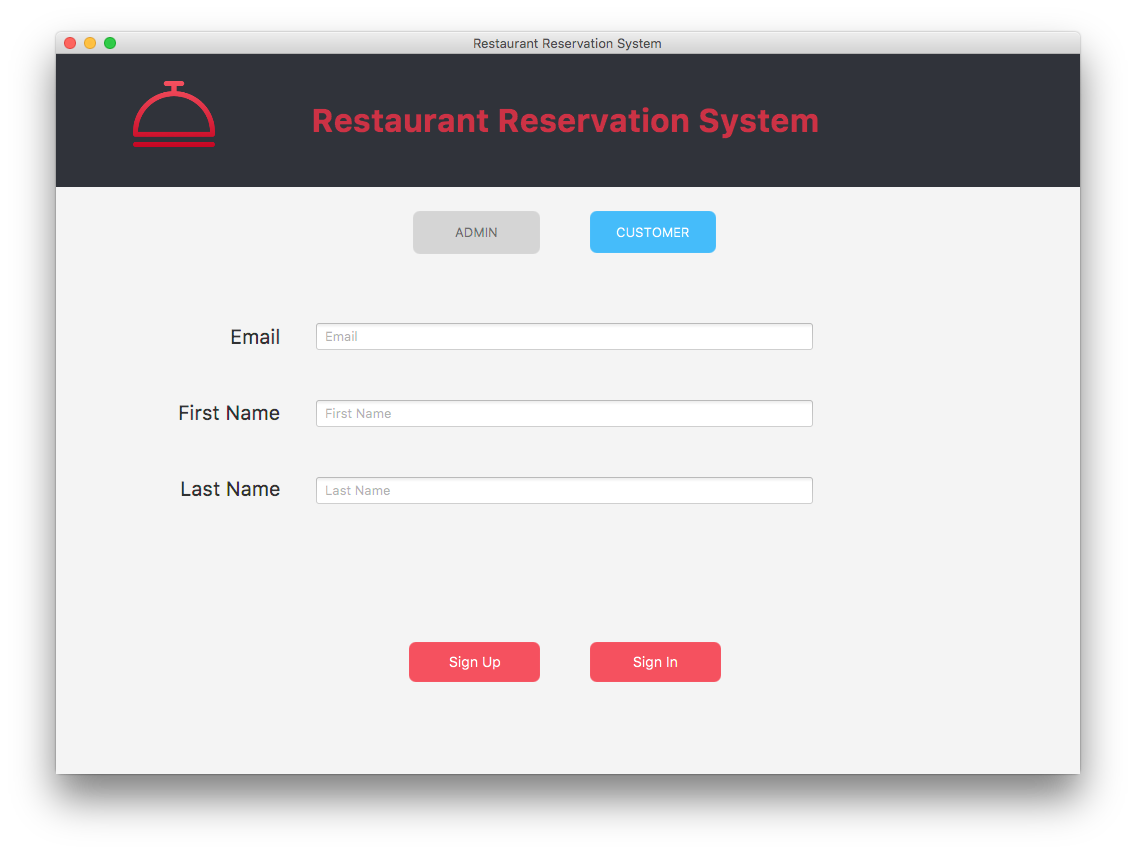 Restaurant Reservation System
Restaurant Reservation System
ADMIN CUSTOMER
Email Email
First Name First Name
Last Name Last Name
Sign Up Sign In